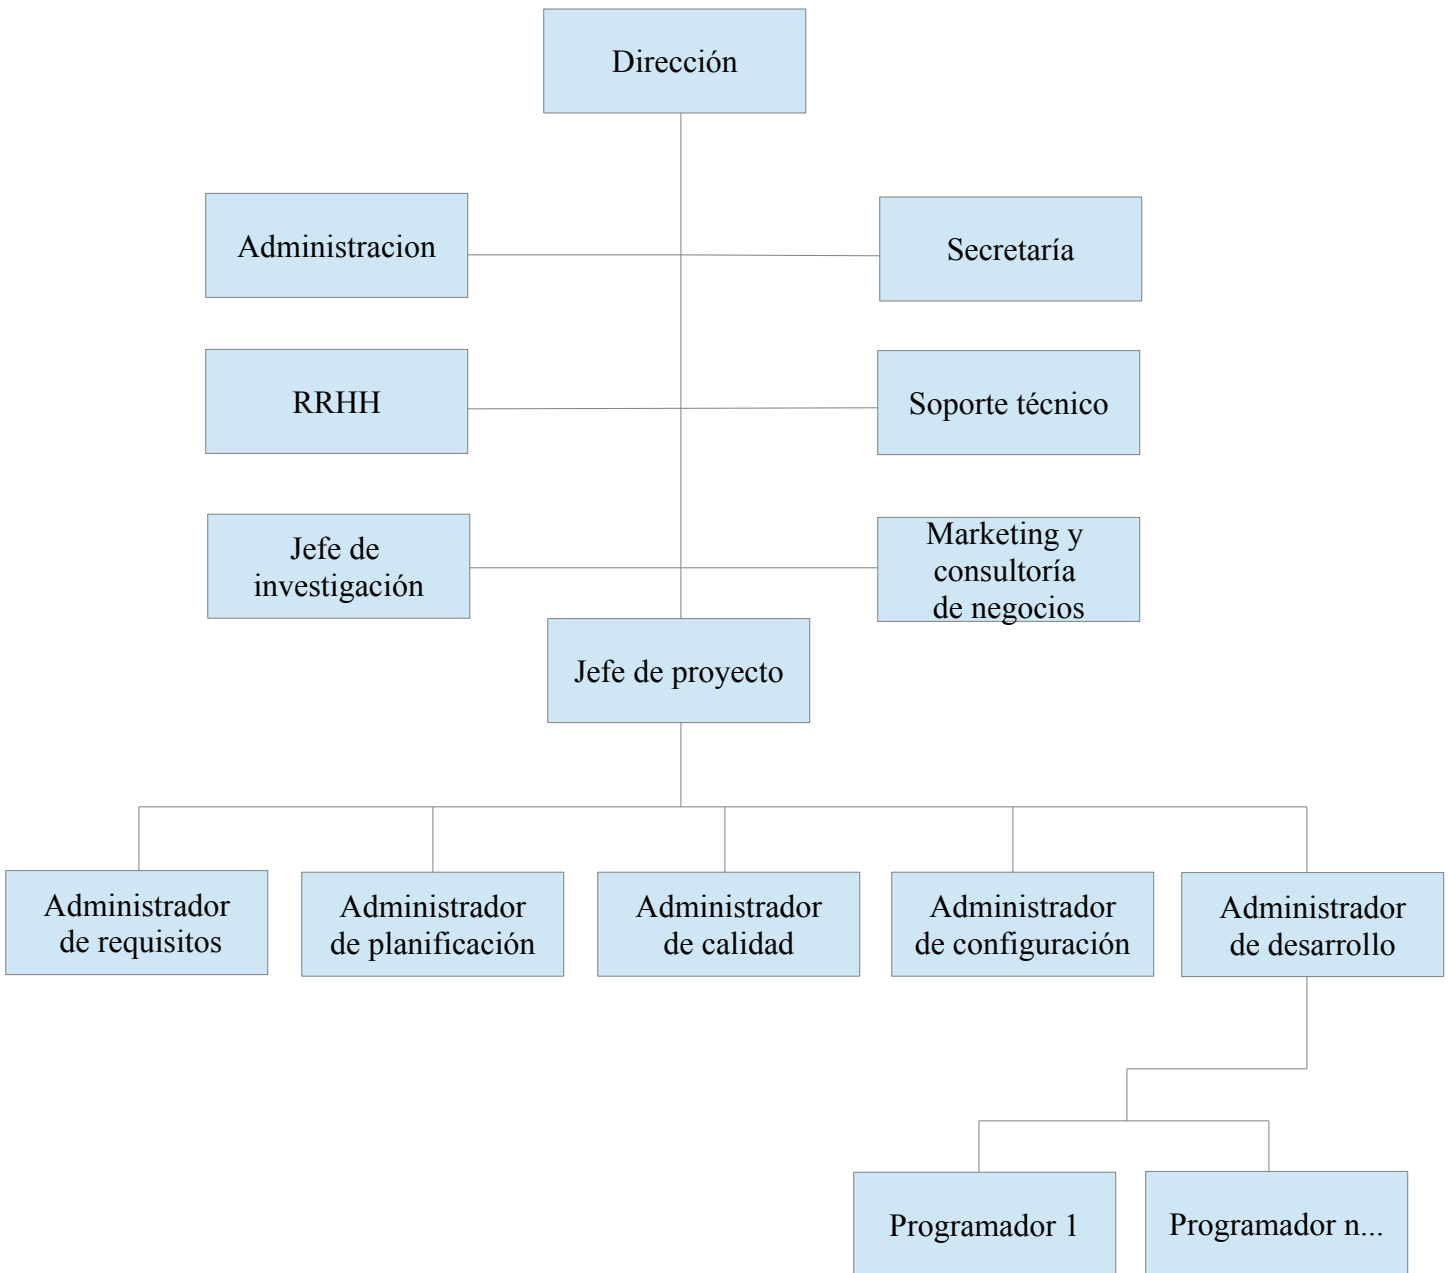 Dirección
Administracion
Secretaría
RRHH
Soporte técnico
Jefe de
investigación
Marketing y
consultoría
de negocios
Jefe de proyecto
Administrador
de requisitos
Administrador
de planificación
Administrador
de calidad
Administrador
de configuración
Administrador
de desarrollo
Programador 1
Programador n...